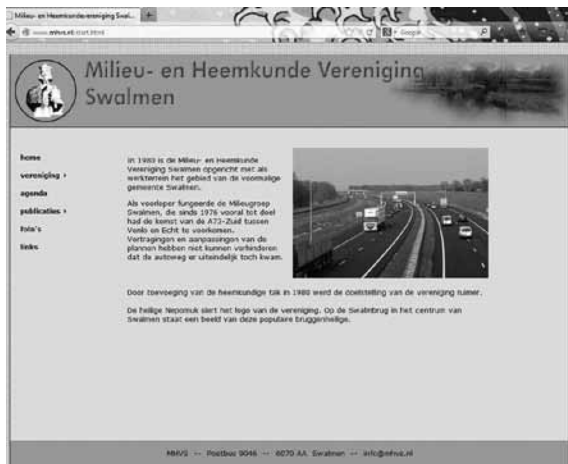 Milieu- en Heemkunde-vereniging Swal...
www.mhvs.nl/start.html
Google
Milieu- en Heemkunde Vereniging
Swalmen
home
vereniging
agenda
publicaties
foto's
links
In 1980 is de Milieu- en Heemkunde
Vereniging Swalmen opgericht met als
werkterrein het gebied van de voormalige
gemeente Swalmen.
Als voorloper fungeerde de Milieugroep
Swalmen, die sinds 1976 vooral tot doel
had de komst van de A73-Zuid tussen
Venlo en Echt te voorkomen.
Vertragingen en aanpassingen van de
plannen hebben niet kunnen verhinderen
dat de autoweg er uiteindelijk toch kwam.
Door toevoeging van de heemkundige tak in 1980 werd de doelstelling van de vereniging ruimer.
De heilige Nepomuk siert het logo van de vereniging. Op de Swalmbrug in het centrum van
Swalmen staat een beeld van deze populaire bruggenheilige.
MHVS -- Postbus 9046 -- 6070 AA Swalmen -- info@mhvs.nl